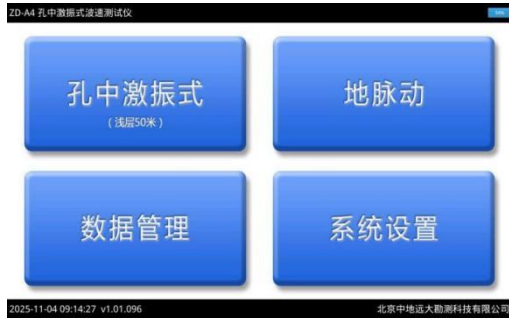 ZD-A4 孔中激振式波速测试仪
孔中激振式
地脉动
（浅层50米）
数据管理
系统设置
2025-11-04 09:14:27 v1.01.096
北京中地远大勘测科技有限公司